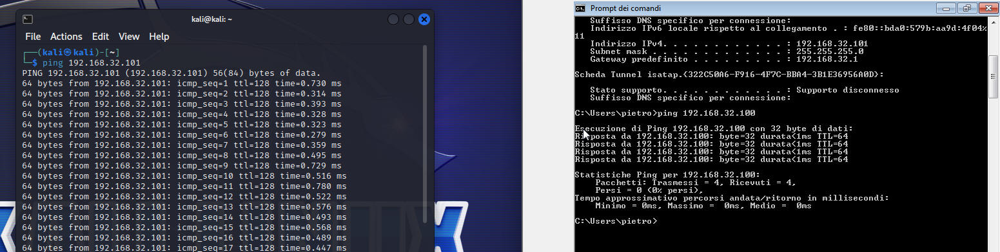 kali@kali: ~
File Actions Edit View Help
┌──(kali㉿kali)-[~]
└─$ ping 192.168.32.101
PING 192.168.32.101 (192.168.32.101) 56(84) bytes of data.
64 bytes from 192.168.32.101: icmp_seq=1 ttl=128 time=0.730 ms
64 bytes from 192.168.32.101: icmp_seq=2 ttl=128 time=0.314 ms
64 bytes from 192.168.32.101: icmp_seq=3 ttl=128 time=0.393 ms
64 bytes from 192.168.32.101: icmp_seq=4 ttl=128 time=0.328 ms
64 bytes from 192.168.32.101: icmp_seq=5 ttl=128 time=0.323 ms
64 bytes from 192.168.32.101: icmp_seq=6 ttl=128 time=0.279 ms
64 bytes from 192.168.32.101: icmp_seq=7 ttl=128 time=0.359 ms
64 bytes from 192.168.32.101: icmp_seq=8 ttl=128 time=0.495 ms
64 bytes from 192.168.32.101: icmp_seq=9 ttl=128 time=0.729 ms
64 bytes from 192.168.32.101: icmp_seq=10 ttl=128 time=0.516 ms
64 bytes from 192.168.32.101: icmp_seq=11 ttl=128 time=0.780 ms
64 bytes from 192.168.32.101: icmp_seq=12 ttl=128 time=0.522 ms
64 bytes from 192.168.32.101: icmp_seq=13 ttl=128 time=0.576 ms
64 bytes from 192.168.32.101: icmp_seq=14 ttl=128 time=0.493 ms
64 bytes from 192.168.32.101: icmp_seq=15 ttl=128 time=0.568 ms
64 bytes from 192.168.32.101: icmp_seq=16 ttl=128 time=0.489 ms
64 bytes from 192.168.32.101: icmp_seq=17 ttl=128 time=0.447 ms
Prompt dei comandi
Suffisso DNS specifico per connessione:
Indirizzo IPv6 locale rispetto al collegamento . : fe80::bda0:579b:aa9d:4f04%
11
Indirizzo IPv4. . . . . . . . . . . . : 192.168.32.101
Subnet mask . . . . . . . . . . . . . : 255.255.255.0
Gateway predefinito . . . . . . . . . : 192.168.32.1
Scheda Tunnel isatap.{322C50A6-F916-4F7C-BBA4-3B1E36956A0D}:
Stato supporto. . . . . . . . . . . . : Supporto disconnesso
Suffisso DNS specifico per connessione:
C:\Users\pietro>ping 192.168.32.100
Esecuzione di Ping 192.168.32.100 con 32 byte di dati:
Risposta da 192.168.32.100: byte=32 durata<1ms TTL=64
Risposta da 192.168.32.100: byte=32 durata<1ms TTL=64
Risposta da 192.168.32.100: byte=32 durata<1ms TTL=64
Risposta da 192.168.32.100: byte=32 durata<1ms TTL=64
Statistiche Ping per 192.168.32.100:
Pacchetti: Trasmessi = 4, Ricevuti = 4,
Persi = 0 (0% persi),
Tempo approssimativo percorsi andata/ritorno in millisecondi:
Minimo = 0ms, Massimo = 0ms, Medio = 0ms
C:\Users\pietro>